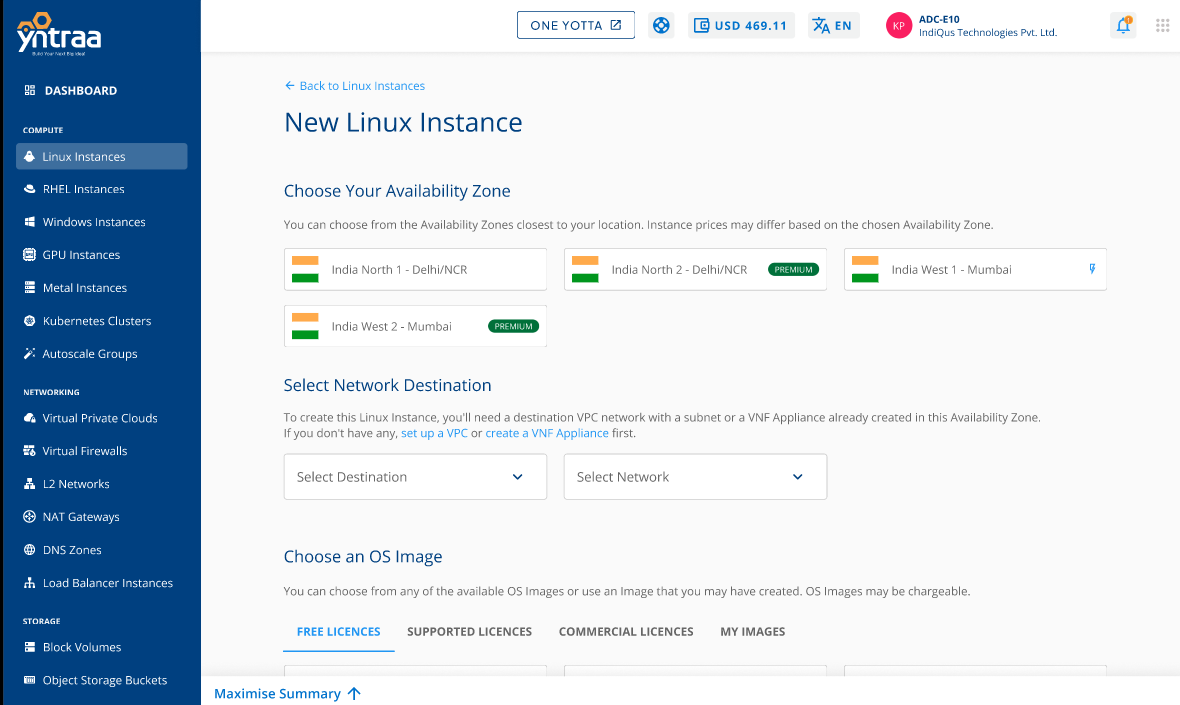 yntraa
Build Your Next Big Idea!
ONE YOTTA
USD 469.11
EN
KP
ADC-E10
IndiQus Technologies Pvt. Ltd.
DASHBOARD
COMPUTE
Linux Instances
RHEL Instances
Windows Instances
GPU Instances
Metal Instances
Kubernetes Clusters
Autoscale Groups
NETWORKING
Virtual Private Clouds
Virtual Firewalls
L2 Networks
NAT Gateways
DNS Zones
Load Balancer Instances
STORAGE
Block Volumes
Object Storage Buckets
← Back to Linux Instances
New Linux Instance
Choose Your Availability Zone
You can choose from the Availability Zones closest to your location. Instance prices may differ based on the chosen Availability Zone.
India North 1 - Delhi/NCR
India North 2 - Delhi/NCR PREMIUM
India West 1 - Mumbai
India West 2 - Mumbai PREMIUM
Select Network Destination
To create this Linux Instance, you'll need a destination VPC network with a subnet or a VNF Appliance already created in this Availability Zone.
If you don't have any, set up a VPC or create a VNF Appliance first.
Select Destination
Select Network
Choose an OS Image
You can choose from any of the available OS Images or use an Image that you may have created. OS Images may be chargeable.
FREE LICENCES SUPPORTED LICENCES COMMERCIAL LICENCES MY IMAGES
Maximise Summary ↑